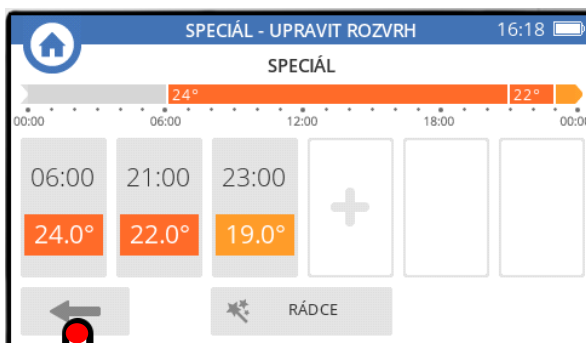 SPECIÁL - UPRAVIT ROZVRH 16:18
SPECIÁL
24° 22°
00:00 06:00 12:00 18:00 00:00
06:00 21:00 23:00
24.0° 22.0° 19.0°
RÁDCE